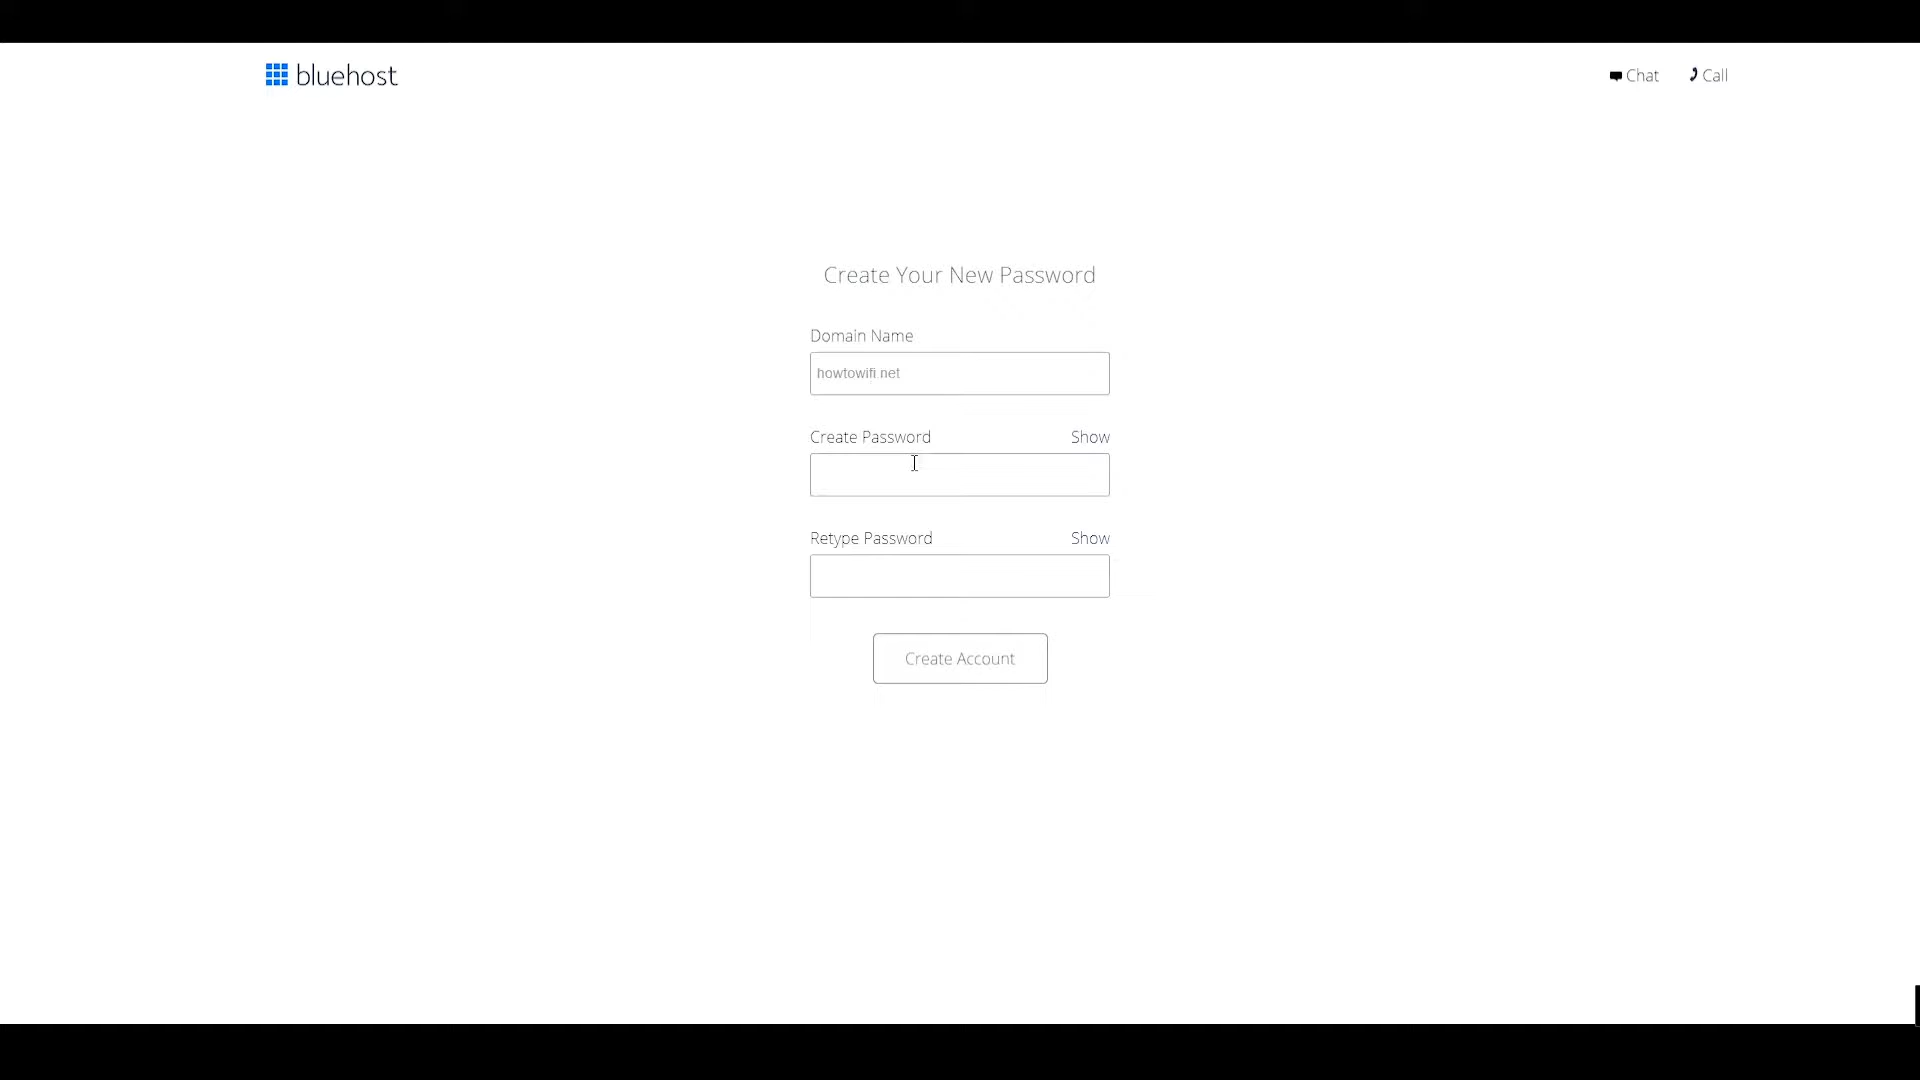 bluehost
Chat
Call
Create Your New Password
Domain Name
howtowifi.net
Create Password
Show
Retype Password
Show
Create Account